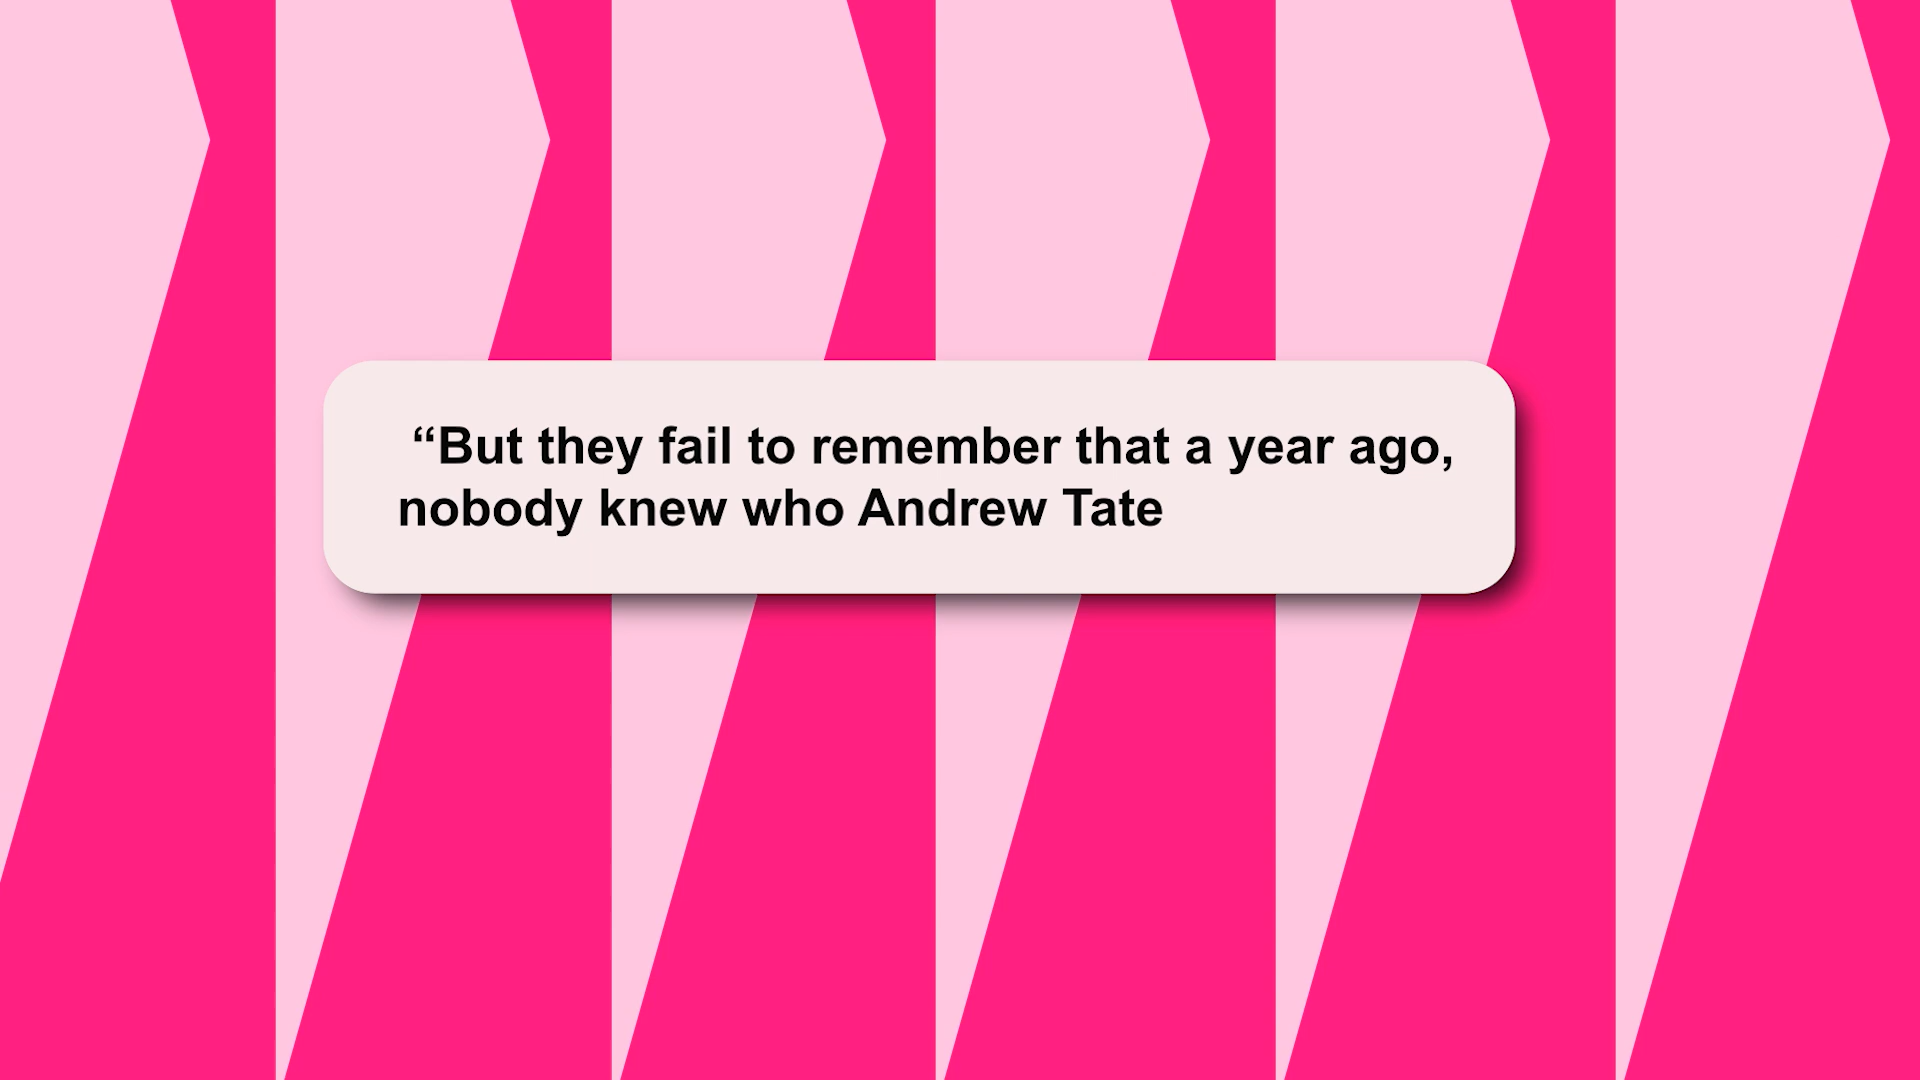 “But they fail to remember that a year ago,
nobody knew who Andrew Tate